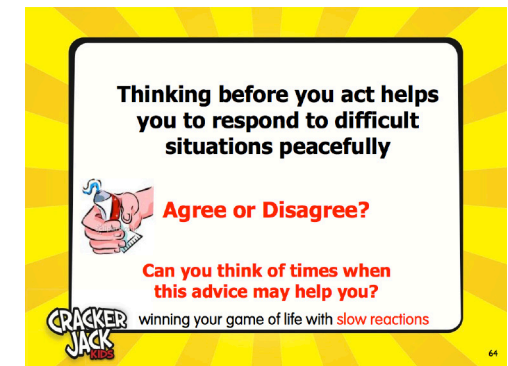 Thinking before you act helps
you to respond to difficult
situations peacefully
Agree or Disagree?
Can you think of times when
this advice may help you?
CRACKER
JACK
KIDS
winning your game of life with slow reactions
64